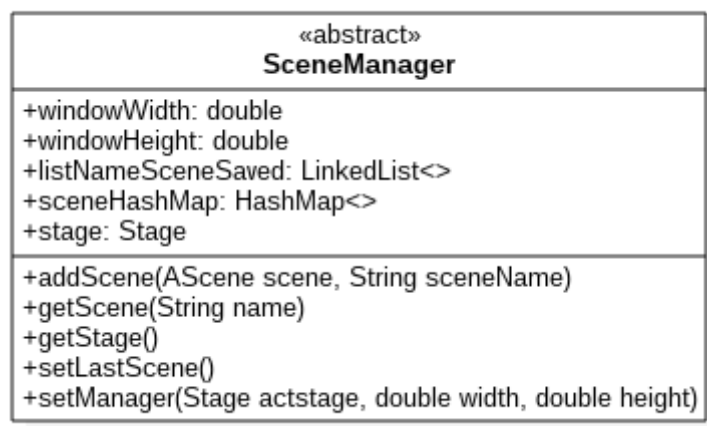 «abstract»
SceneManager
+windowWidth: double
+windowHeight: double
+listNameSceneSaved: LinkedList<>
+sceneHashMap: HashMap<>
+stage: Stage
+addScene(AScene scene, String sceneName)
+getScene(String name)
+getStage()
+setLastScene()
+setManager(Stage actstage, double width, double height)